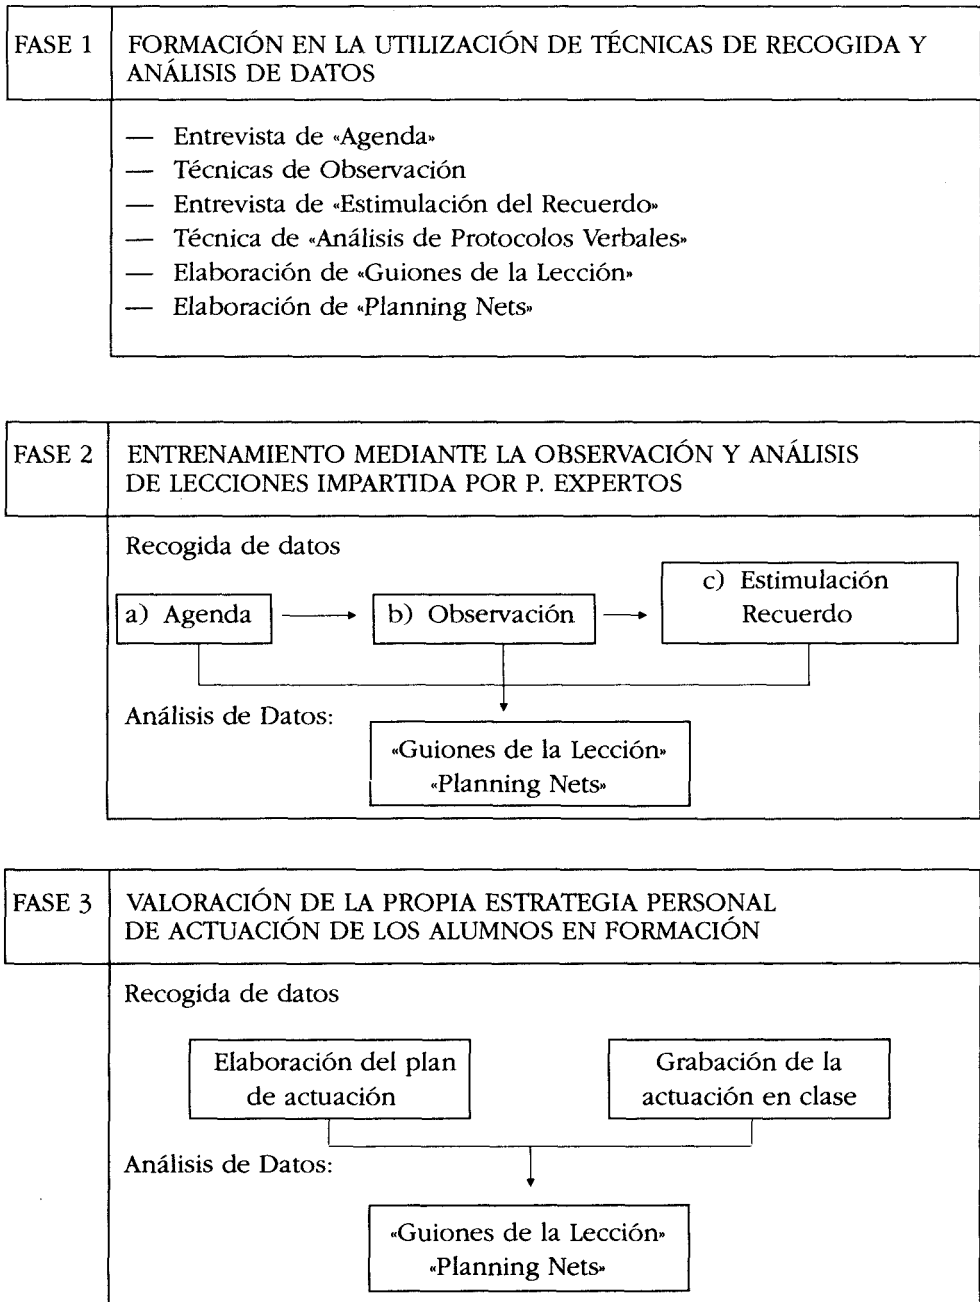 FASE 1
FORMACIÓN EN LA UTILIZACIÓN DE TÉCNICAS DE RECOGIDA Y
ANÁLISIS DE DATOS
— Entrevista de «Agenda»
— Técnicas de Observación
— Entrevista de «Estimulación del Recuerdo»
— Técnica de «Análisis de Protocolos Verbales»
— Elaboración de «Guiones de la Lección»
— Elaboración de «Planning Nets»
FASE 2
ENTRENAMIENTO MEDIANTE LA OBSERVACIÓN Y ANÁLISIS
DE LECCIONES IMPARTIDA POR P. EXPERTOS
Recogida de datos
a) Agenda
b) Observación
c) Estimulación
Recuerdo
Análisis de Datos:
«Guiones de la Lección»
«Planning Nets»
FASE 3
VALORACIÓN DE LA PROPIA ESTRATEGIA PERSONAL
DE ACTUACIÓN DE LOS ALUMNOS EN FORMACIÓN
Recogida de datos
Elaboración del plan
de actuación
Grabación de la
actuación en clase
Análisis de Datos:
«Guiones de la Lección»
«Planning Nets»